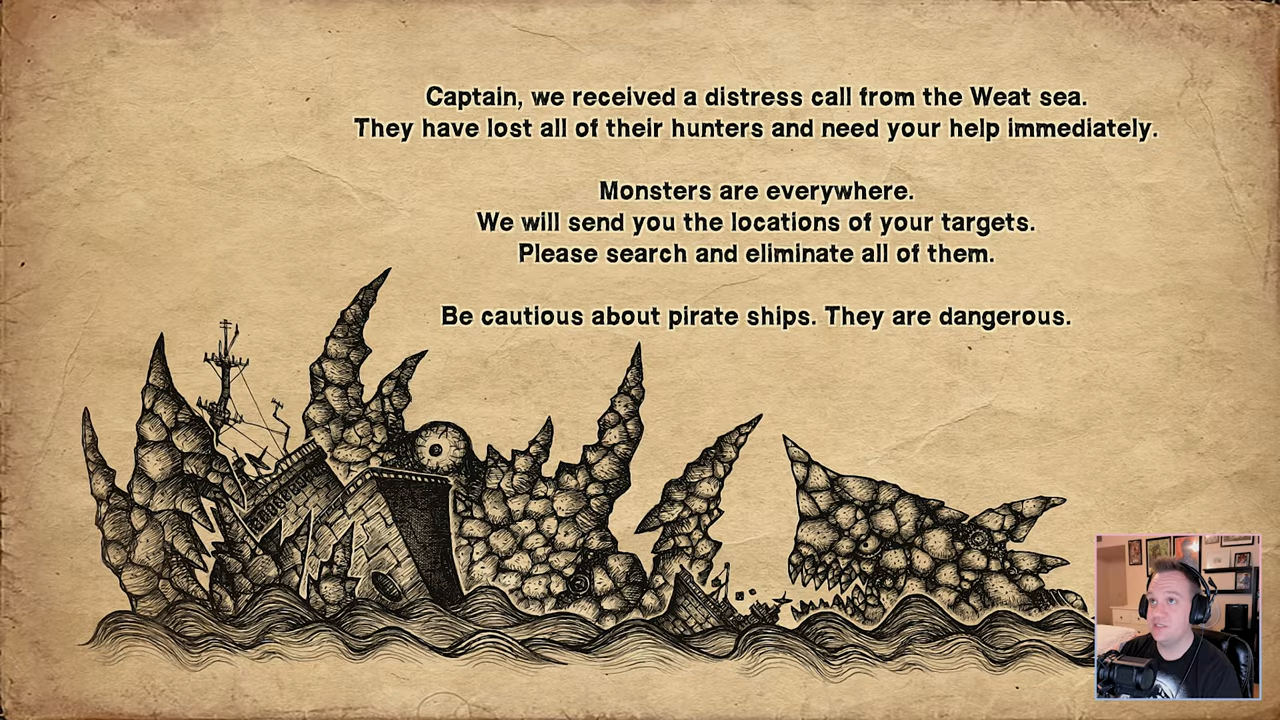 Captain, we received a distress call from the Weat sea.
They have lost all of their hunters and need your help immediately.
Monsters are everywhere.
We will send you the locations of your targets.
Please search and eliminate all of them.
Be cautious about pirate ships. They are dangerous.